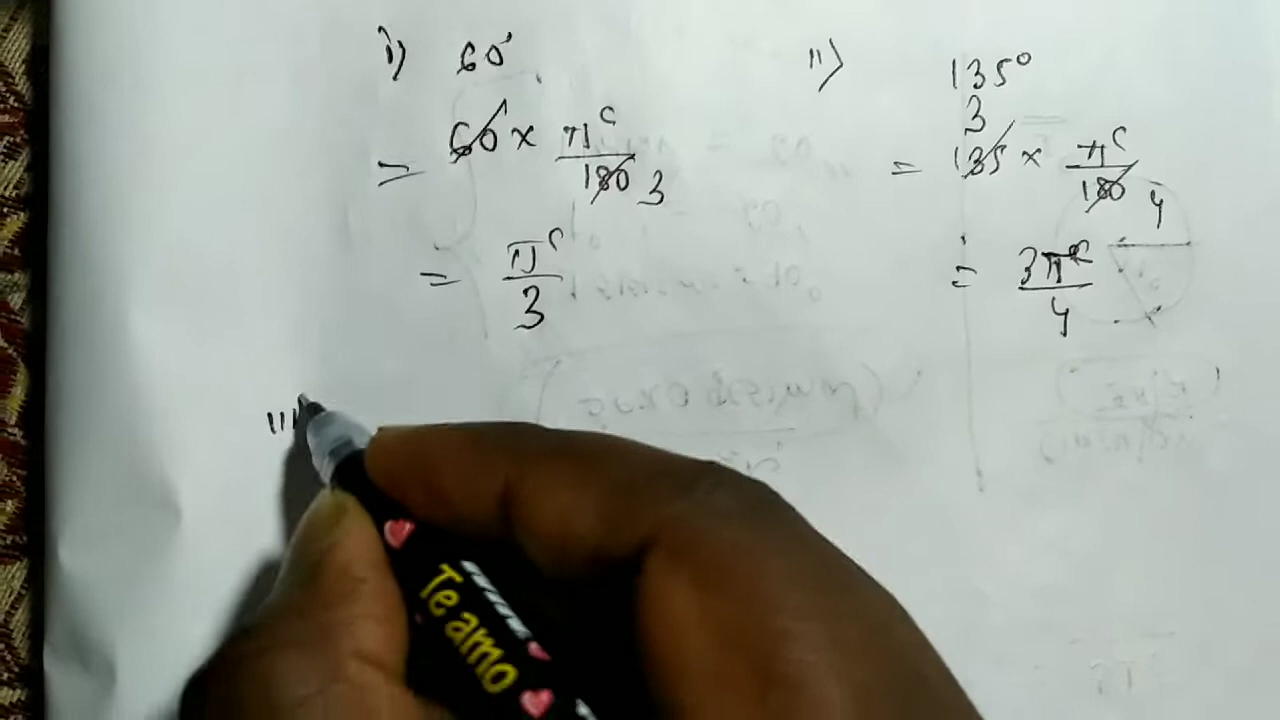 i) 60°
= 60 × π^c/180 3
= π^c/3
ii) 135°
3
= 135 × π^c/180 4
= 3π^c/4
iii
Te amo